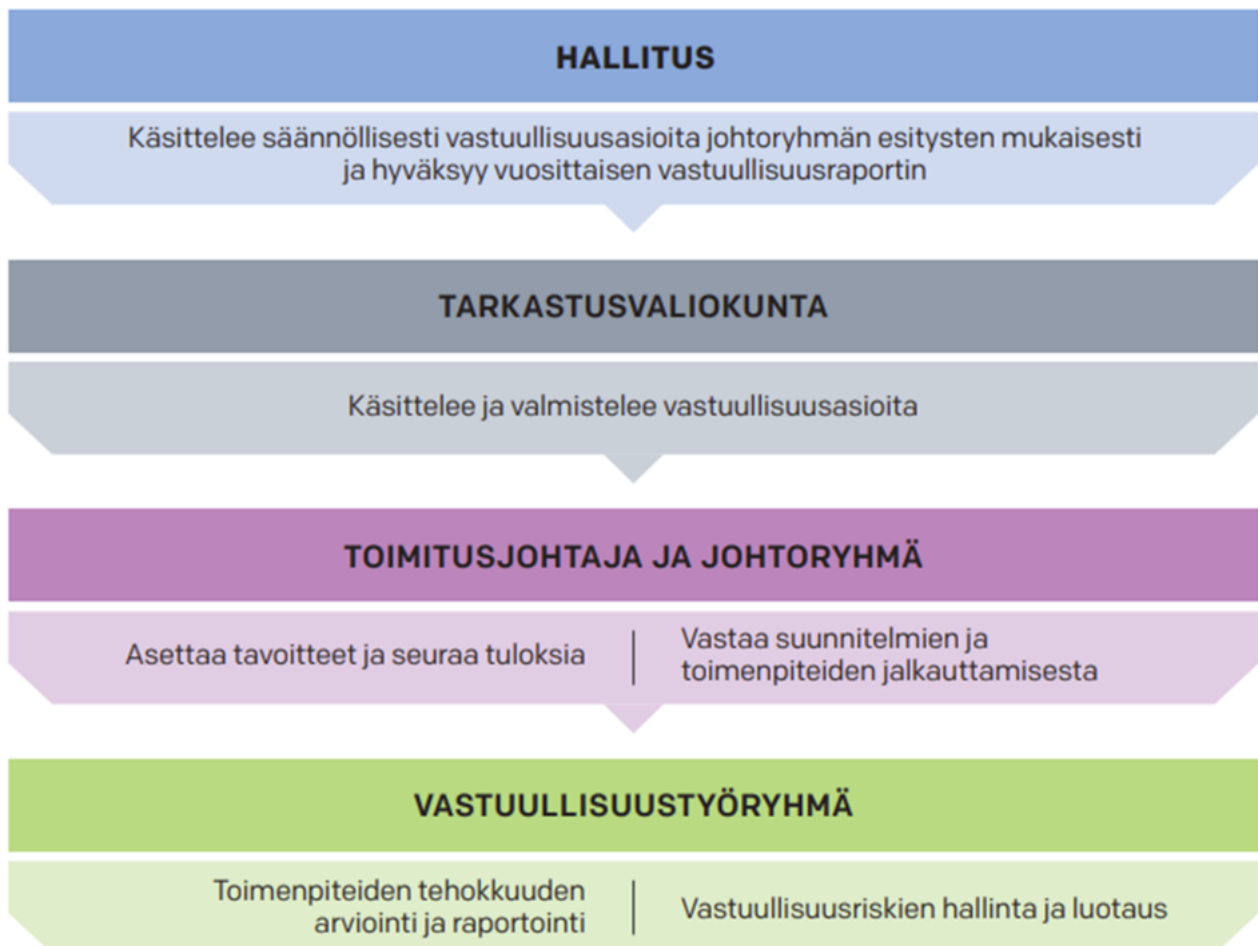 HALLITUS
Käsittelee säännöllisesti vastuullisuusasioita johtoryhmän esitysten mukaisesti
ja hyväksyy vuosittaisen vastuullisuusraportin
TARKASTUSVALIOKUNTA
Käsittelee ja valmistelee vastuullisuusasioita
TOIMITUSJOHTAJA JA JOHTORYHMÄ
Asettaa tavoitteet ja seuraa tuloksia
Vastaa suunnitelmien ja
toimenpiteiden jalkauttamisesta
VASTUULLISUUSTYÖRYHMÄ
Toimenpiteiden tehokkuuden
arviointi ja raportointi
Vastuullisuusriskien hallinta ja luotaus